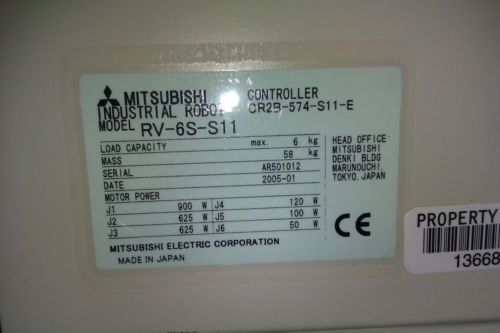 MITSUBISHI
INDUSTRIAL ROBOT
CONTROLLER
CR2B-574-S11-E
MODEL RV-6S-S11
LOAD CAPACITY max. 6 kg
MASS 58 kg
SERIAL AR501012
DATE 2005-01
MOTOR POWER
J1 900 W J4 120 W
J2 625 W J5 100 W
J3 625 W J6 50 W
MITSUBISHI ELECTRIC CORPORATION
MADE IN JAPAN
HEAD OFFICE:
MITSUBISHI
DENKI BLDG
MARUNOUCHI,
TOKYO, JAPAN
CE
PROPERTY
13668